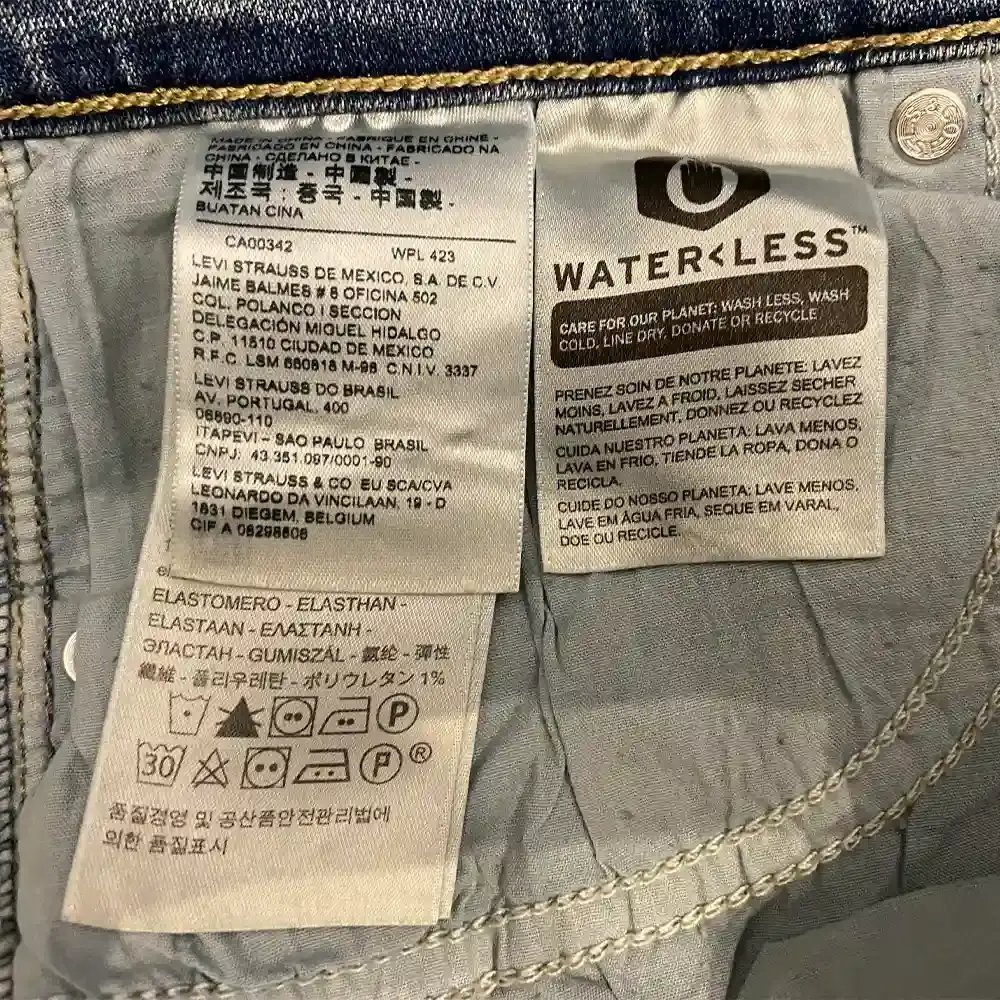 MADE IN CHINA - FABRIQUE EN CHINE -
FABRICADO EN CHINA - FABRICADO NA
CHINA - СДЕЛАНО В КИТАЕ -
中国制造 - 中國製 -
제조국 : 중국 - 中国製 -
BUATAN CINA
CA00342 WPL 423
LEVI STRAUSS DE MEXICO, S.A. DE C.V.
JAIME BALMES # 8 OFICINA 502
COL. POLANCO I SECCION
DELEGACIÓN MIGUEL HIDALGO
C.P. 11510 CIUDAD DE MEXICO
R.F.C. LSM 660818 M-98 C.N.I.V. 3337
LEVI STRAUSS DO BRASIL
AV. PORTUGAL, 400
06690-110
ITAPEVI – SAO PAULO BRASIL
CNPJ: 43.351.097/0001-90
LEVI STRAUSS & CO EU SCA/CVA
LEONARDO DA VINCILAAN, 19 - D
1831 DIEGEM, BELGIUM
CIF A 08298608
ELASTOMERO - ELASTHAN -
ELASTAAN - ΕΛΑΣΤΑΝΗ -
ЭЛАСТАН - GUMISZÁL - 氨纶 - 彈性
纖維 - 폴리우레탄 - ポリウレタン 1%
P
30 P ®
품질경영 및 공산품안전관리법에
의한 품질표시
WATER<LESS™
CARE FOR OUR PLANET: WASH LESS, WASH
COLD, LINE DRY, DONATE OR RECYCLE
PRENEZ SOIN DE NOTRE PLANETE: LAVEZ
MOINS, LAVEZ A FROID, LAISSEZ SECHER
NATURELLEMENT, DONNEZ OU RECYCLEZ
CUIDA NUESTRO PLANETA: LAVA MENOS,
LAVA EN FRIO, TIENDE LA ROPA, DONA O
RECICLA.
CUIDE DO NOSSO PLANETA: LAVE MENOS,
LAVE EM ÁGUA FRIA, SEQUE EM VARAL,
DOE OU RECICLE.